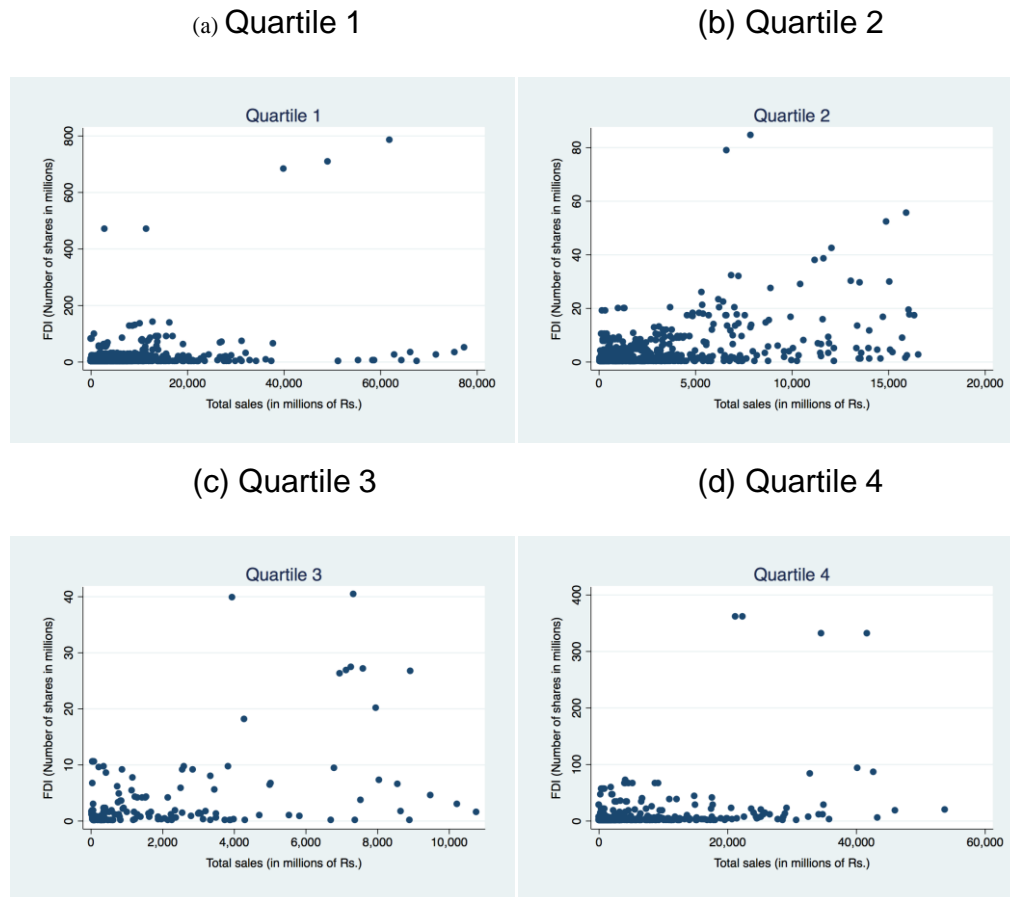 (a) Quartile 1
(b) Quartile 2
Quartile 1
FDI (Number of shares in millions)
800
600
400
200
0
0 20,000 40,000 60,000 80,000
Total sales (in millions of Rs.)
Quartile 2
FDI (Number of shares in millions)
80
60
40
20
0
0 5,000 10,000 15,000 20,000
Total sales (in millions of Rs.)
(c) Quartile 3
(d) Quartile 4
Quartile 3
FDI (Number of shares in millions)
40
30
20
10
0
0 2,000 4,000 6,000 8,000 10,000
Total sales (in millions of Rs.)
Quartile 4
FDI (Number of shares in millions)
400
300
200
100
0
0 20,000 40,000 60,000
Total sales (in millions of Rs.)